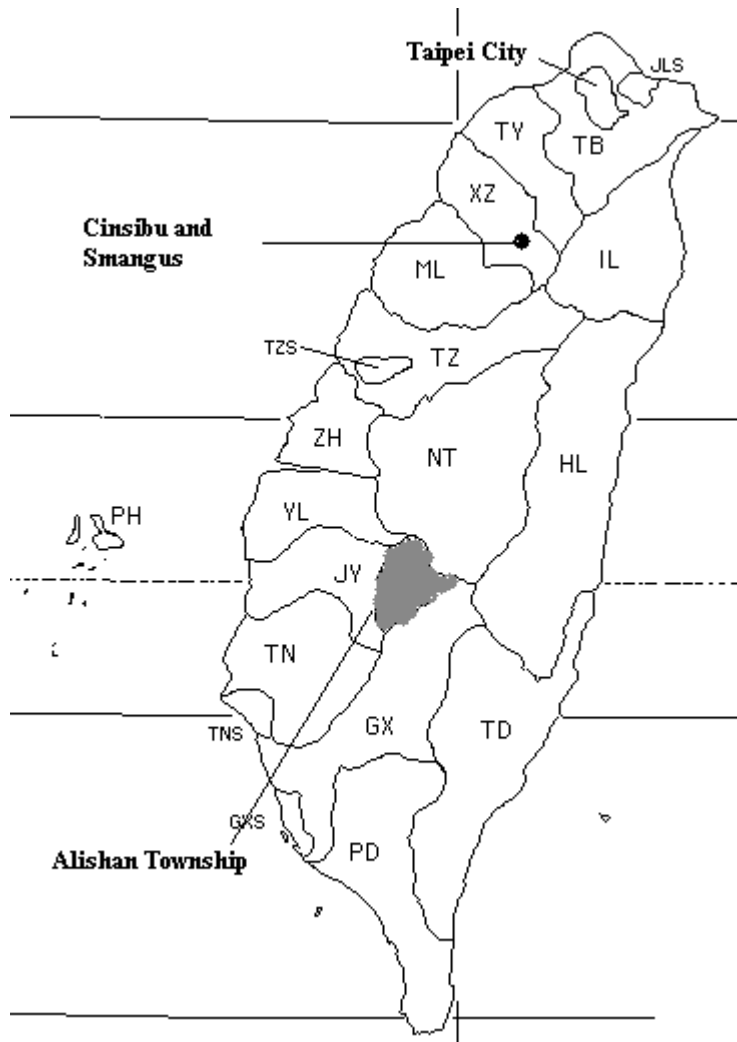 Taipei City
JLS
TY
TB
XZ
Cinsibu and
Smangus
IL
ML
TZS
TZ
ZH
NT
HL
YL
PH
JY
TN
GX
TD
TNS
GXS
PD
Alishan Township